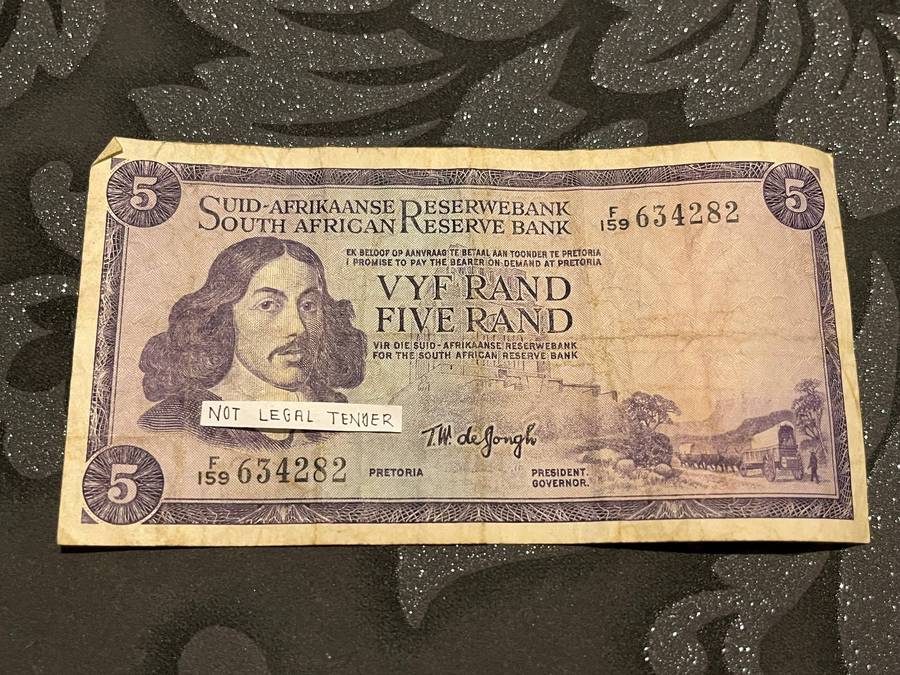 5
5
SUID-AFRIKAANSE RESERWEBANK
SOUTH AFRICAN RESERVE BANK
F/159 634282
EK BELOOF OP AANVRAAG TE BETAAL AAN TOONDER TE PRETORIA
I PROMISE TO PAY THE BEARER ON DEMAND AT PRETORIA
VYF RAND
FIVE RAND
VIR DIE SUID-AFRIKAANSE RESERWEBANK
FOR THE SOUTH AFRICAN RESERVE BANK
NOT LEGAL TENDER
T.W. de Jongh
F/159 634282
PRETORIA
PRESIDENT.
GOVERNOR.
5